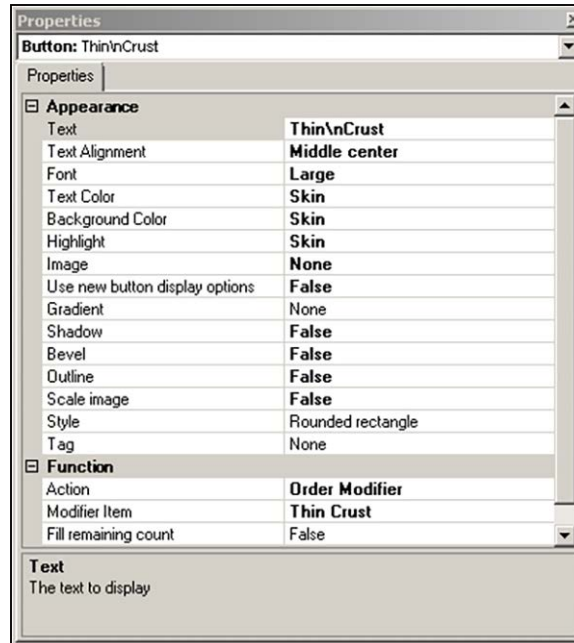 Properties
Button: Thin\nCrust
Properties
Appearance
Text Thin\nCrust
Text Alignment Middle center
Font Large
Text Color Skin
Background Color Skin
Highlight Skin
Image None
Use new button display options False
Gradient None
Shadow False
Bevel False
Outline False
Scale image False
Style Rounded rectangle
Tag None
Function
Action Order Modifier
Modifier Item Thin Crust
Fill remaining count False
Text
The text to display